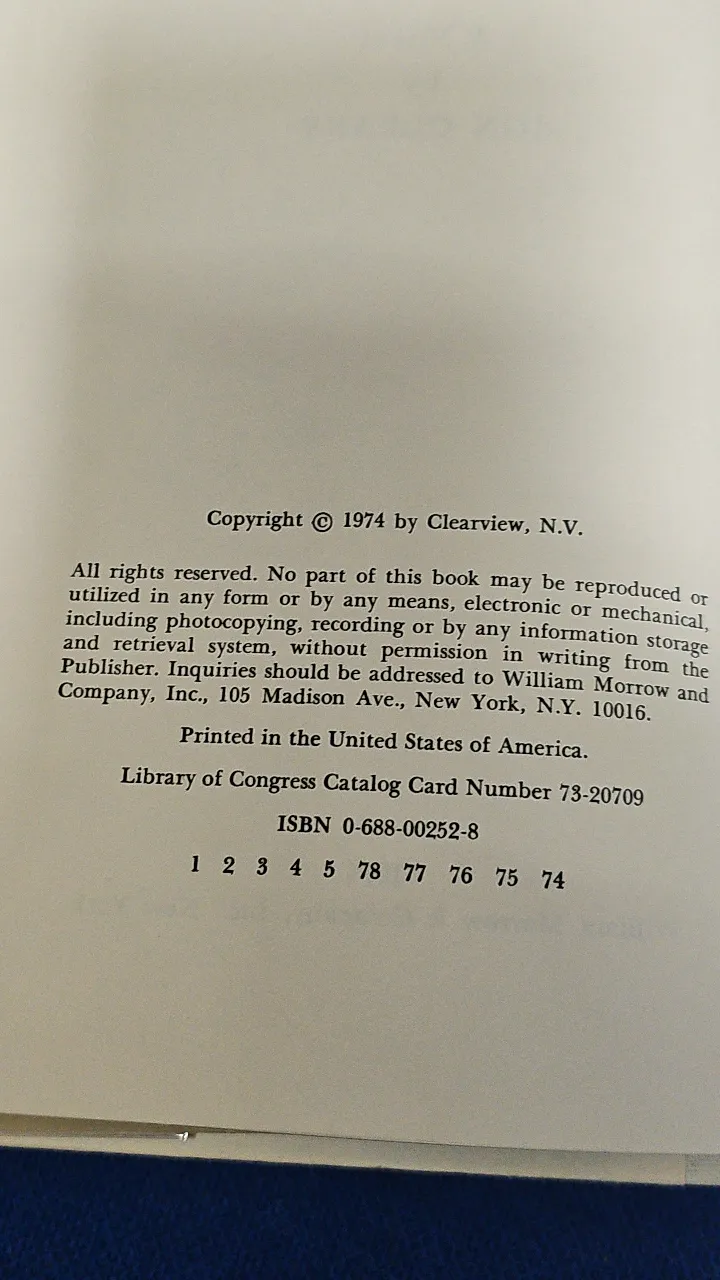 Copyright © 1974 by Clearview, N.V.
All rights reserved. No part of this book may be reproduced or
utilized in any form or by any means, electronic or mechanical,
including photocopying, recording or by any information storage
and retrieval system, without permission in writing from the
Publisher. Inquiries should be addressed to William Morrow and
Company, Inc., 105 Madison Ave., New York, N.Y. 10016.
Printed in the United States of America.
Library of Congress Catalog Card Number 73-20709
ISBN 0-688-00252-8
1 2 3 4 5 78 77 76 75 74